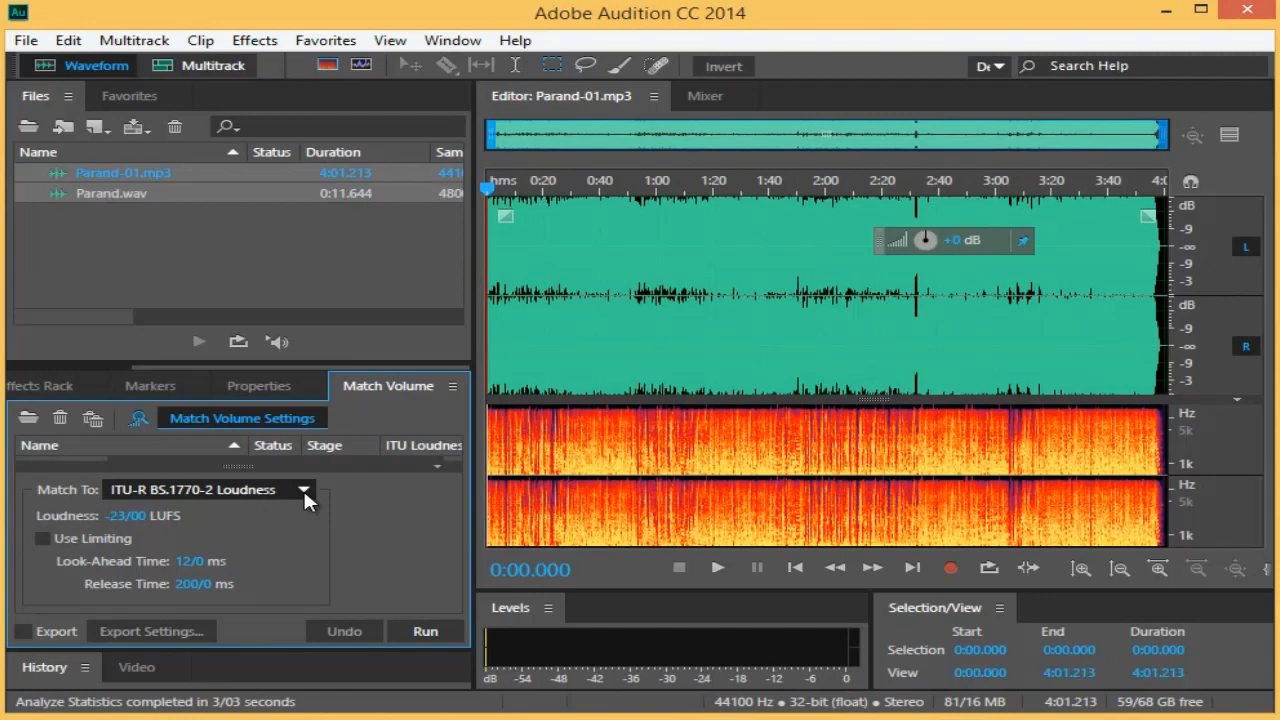 Au Adobe Audition CC 2014
File Edit Multitrack Clip Effects Favorites View Window Help
Waveform Multitrack Invert De Search Help
Files Favorites
Name Status Duration Sam
Parand-01.mp3 4:01.213 441
Parand.wav 0:11.644 480
Editor: Parand-01.mp3 Mixer
hms 0:20 0:40 1:00 1:20 1:40 2:00 2:20 2:40 3:00 3:20 3:40 4:0
dB
-9
-∞
-9
-3
dB
-9
-∞
-9
-3
L
R
+0 dB
Hz
5k
1k
Hz
5k
1k
ffects Rack Markers Properties Match Volume
Match Volume Settings
Name Status Stage ITU Loudnes
Match To: ITU-R BS.1770-2 Loudness
Loudness: -23/00 LUFS
Use Limiting
Look-Ahead Time: 12/0 ms
Release Time: 200/0 ms
Export Export Settings... Undo Run
History Video
0:00.000
Levels
dB -54 -48 -42 -36 -30 -24 -18 -12 -6 0
Selection/View
Start End Duration
Selection 0:00.000 0:00.000 0:00.000
View 0:00.000 4:01.213 4:01.213
Analyze Statistics completed in 3/03 seconds 44100 Hz ● 32-bit (float) ● Stereo 81/16 MB 4:01.213 59/68 GB free